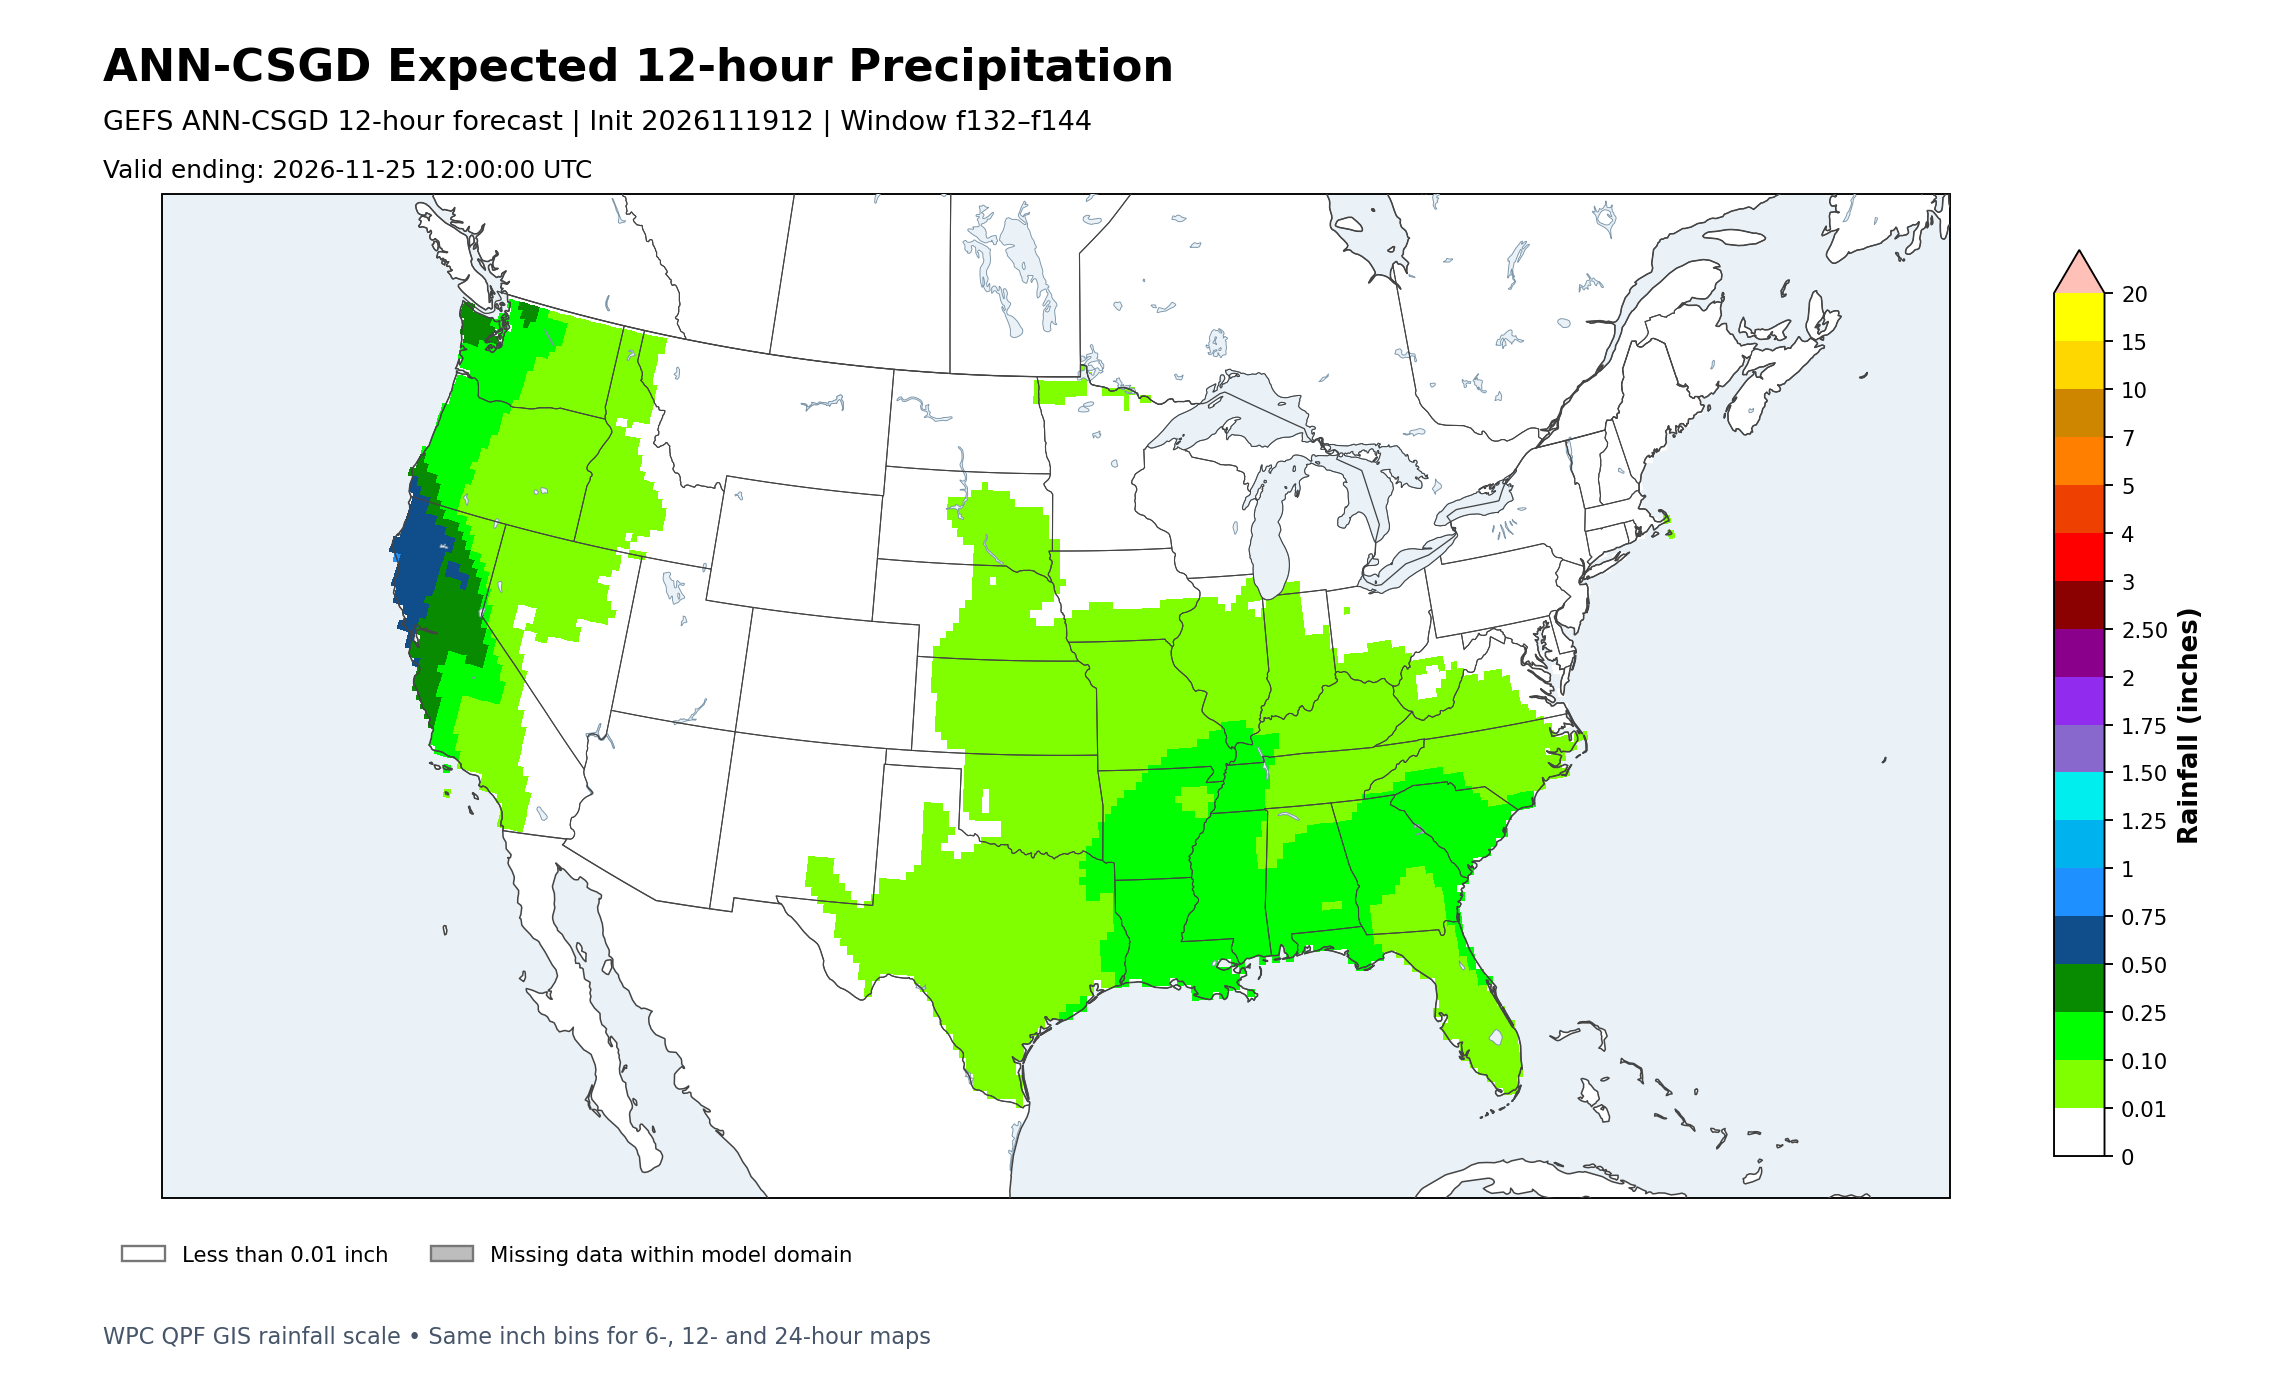 ANN-CSGD Expected 12-hour Precipitation
GEFS ANN-CSGD 12-hour forecast | Init 2026111912 | Window f132–f144
Valid ending: 2026-11-25 12:00:00 UTC
20
15
10
7
5
4
3
2.50
2
1.75
1.50
1.25
1
0.75
0.50
0.25
0.10
0.01
0
Rainfall (inches)
Less than 0.01 inch
Missing data within model domain
WPC QPF GIS rainfall scale • Same inch bins for 6-, 12- and 24-hour maps